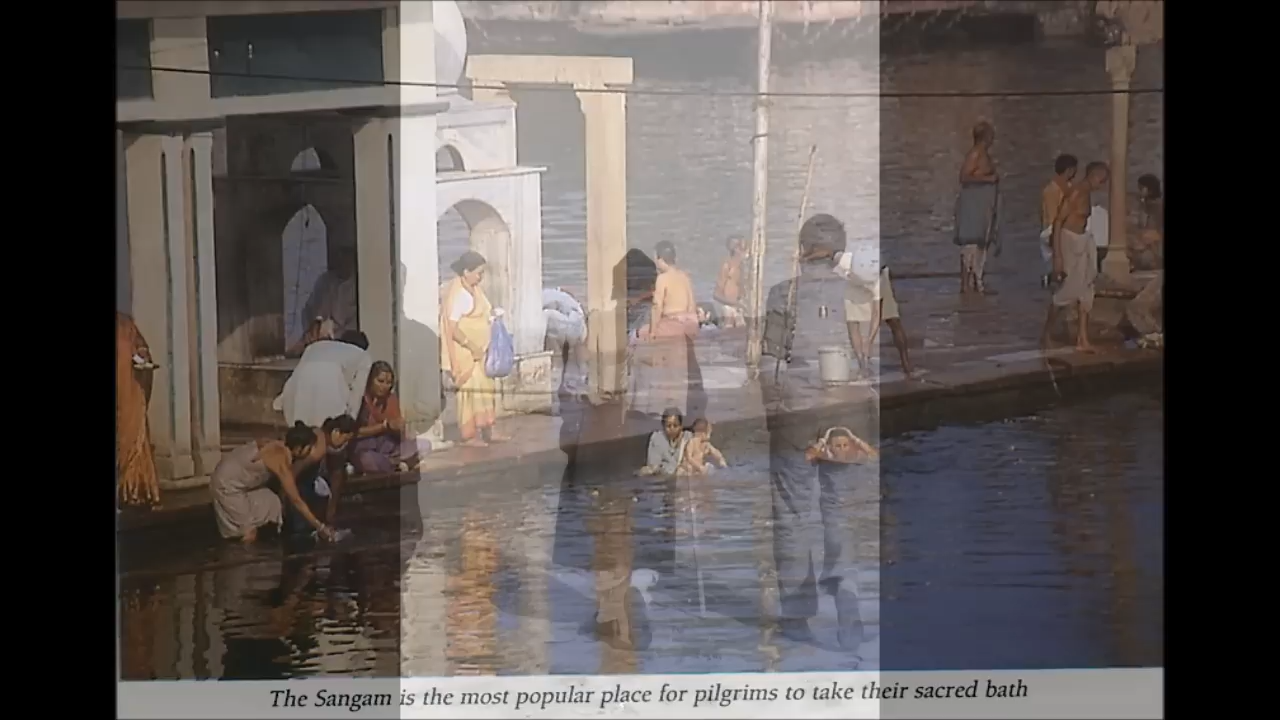 The Sangam is the most popular place for pilgrims to take their sacred bath